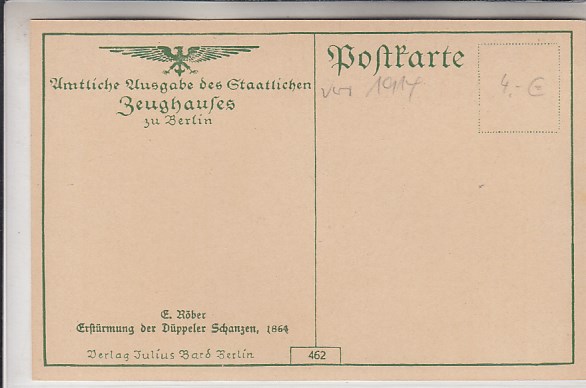 Amtliche Ausgabe des Staatlichen
Zeughauses
zu Berlin
Postkarte
vor 1914
4,- €
E. Röber
Erstürmung der Düppeler Schanzen, 1864
Verlag Julius Bard Berlin
462